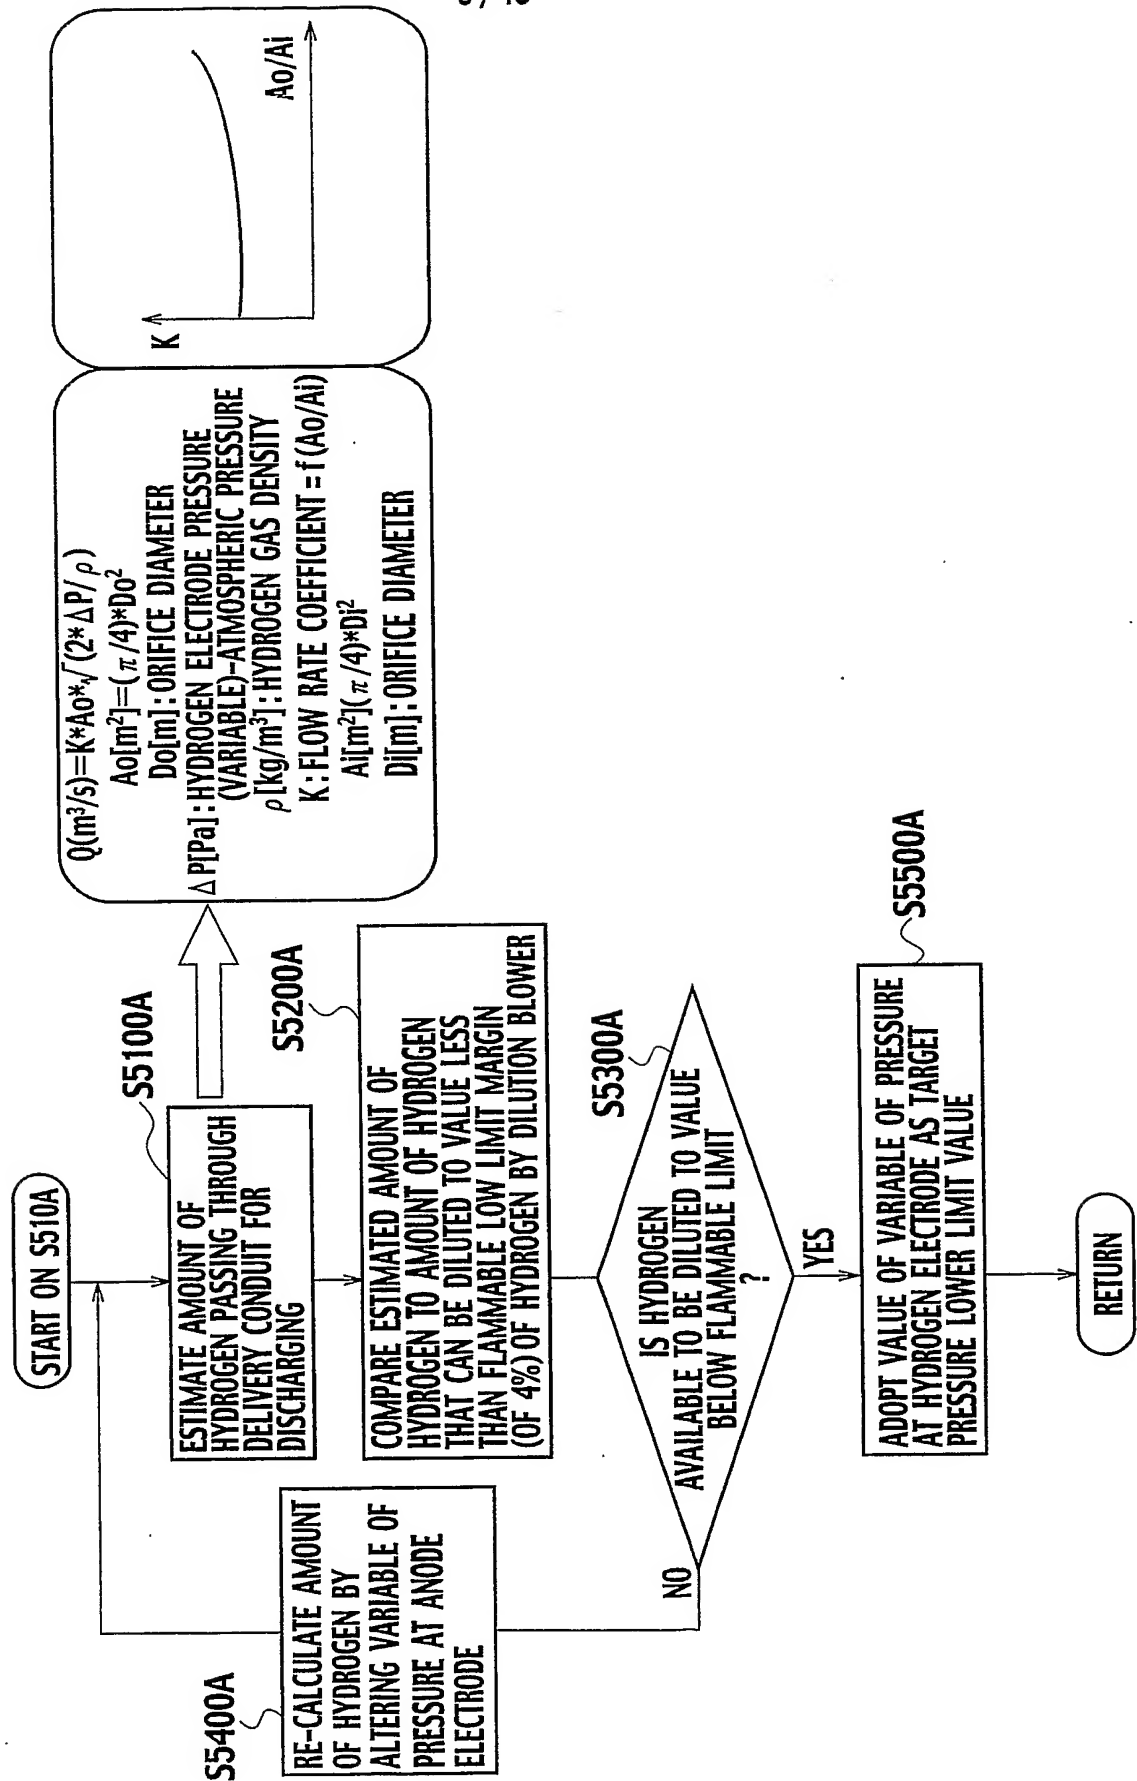 START ON S510A
S5100A
ESTIMATE AMOUNT OF
HYDROGEN PASSING THROUGH
DELIVERY CONDUIT FOR
DISCHARGING
Q(m³/s)=K*Ao*√(2*ΔP/ρ)
Ao[m²]=(π/4)*Do²
Do[m]:ORIFICE DIAMETER
ΔP[Pa]:HYDROGEN ELECTRODE PRESSURE
(VARIABLE)-ATMOSPHERIC PRESSURE
ρ[kg/m³]:HYDROGEN GAS DENSITY
K:FLOW RATE COEFFICIENT=f(Ao/Ai)
Ai[m²](π/4)*Di²
Di[m]:ORIFICE DIAMETER
K
Ao/Ai
S5200A
COMPARE ESTIMATED AMOUNT OF
HYDROGEN TO AMOUNT OF HYDROGEN
THAT CAN BE DILUTED TO VALUE LESS
THAN FLAMMABLE LOW LIMIT MARGIN
(OF 4%) OF HYDROGEN BY DILUTION BLOWER
S5300A
IS HYDROGEN
AVAILABLE TO BE DILUTED TO VALUE
BELOW FLAMMABLE LIMIT
?
NO
YES
S5400A
RE-CALCULATE AMOUNT
OF HYDROGEN BY
ALTERING VARIABLE OF
PRESSURE AT ANODE
ELECTRODE
S5500A
ADOPT VALUE OF VARIABLE OF PRESSURE
AT HYDROGEN ELECTRODE AS TARGET
PRESSURE LOWER LIMIT VALUE
RETURN